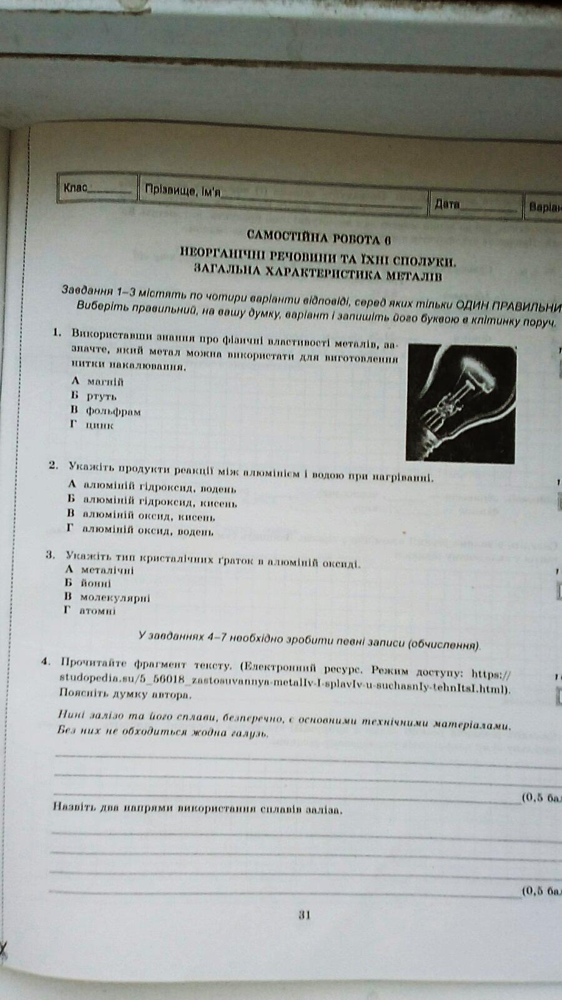 Клас
Прізвище, ім'я
Дата
САМОСТІЙНА РОБОТА 6
НЕОРГАНІЧНІ РЕЧОВИНИ ТА ЇХНІ СПОЛУКИ.
ЗАГАЛЬНА ХАРАКТЕРИСТИКА МЕТАЛІВ
Завдання 1–3 містять по чотири варіанти відповіді, серед яких тільки ОДИН ПРАВИЛЬНИ
Виберіть правильний, на вашу думку, варіант і запишіть його буквою в клітинку поруч.
1. Використавши знання про фізичні властивості металів, за-
значте, який метал можна використати для виготовлення
нитки накалювання.
А магній
Б ртуть
В фольфрам
Г цинк
2. Укажіть продукти реакції між алюмінієм і водою при нагріванні.
А алюміній гідроксид, водень
Б алюміній гідроксид, кисень
В алюміній оксид, кисень
Г алюміній оксид, водень
3. Укажіть тип кристалічних ґраток в алюміній оксиді.
А металічні
Б йонні
В молекулярні
Г атомні
У завданнях 4–7 необхідно зробити певні записи (обчислення).
4. Прочитайте фрагмент тексту. (Електронний ресурс. Режим доступу: https://
studopedia.su/5_56018_zastosuvannya-metalIv-I-splavIv-u-suchasnIy-tehnItsI.html).
Поясніть думку автора.
Нині залізо та його сплави, безперечно, є основними технічними матеріалами.
Без них не обходиться жодна галузь.
(0,5 ба
Назвіть два напрями використання сплавів заліза.
(0,5 ба
31